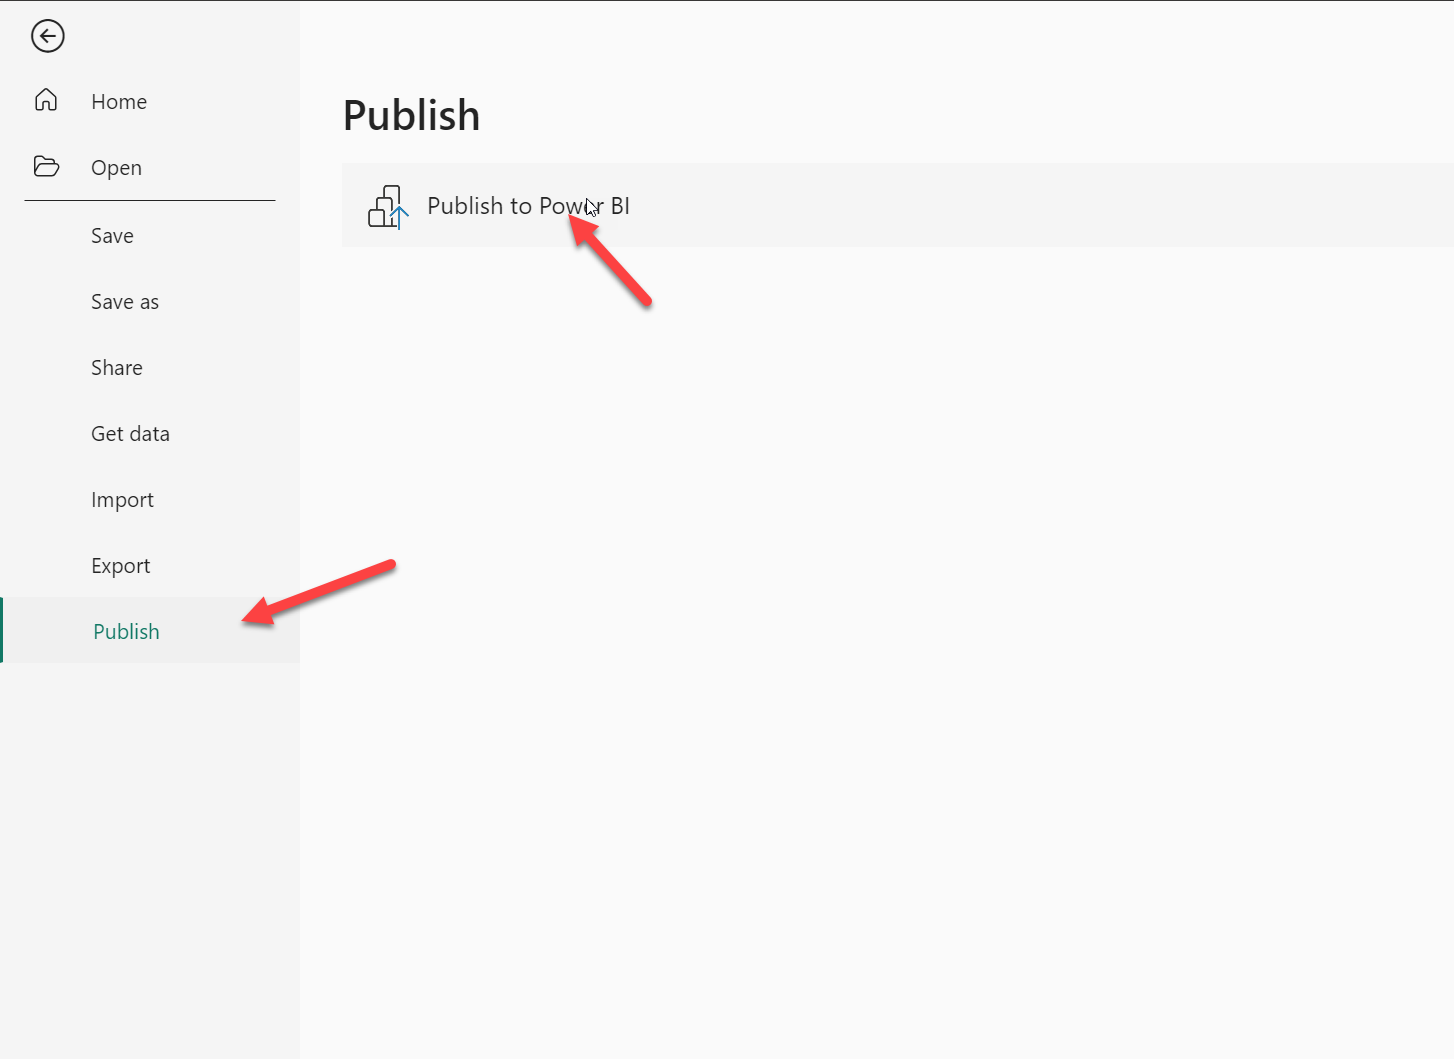 Home
Open
Save
Save as
Share
Get data
Import
Export
Publish
Publish
Publish to Power BI